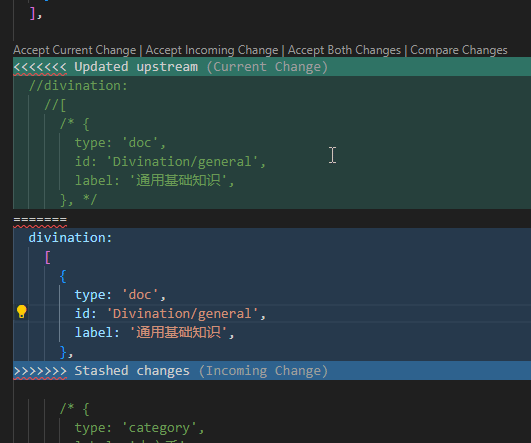 ],
Accept Current Change | Accept Incoming Change | Accept Both Changes | Compare Changes
<<<<<<< Updated upstream (Current Change)
//divination:
//[
/* {
type: 'doc',
id: 'Divination/general',
label: '通用基础知识',
}, */
=======
divination:
[
{
type: 'doc',
id: 'Divination/general',
label: '通用基础知识',
},
>>>>>>> Stashed changes (Incoming Change)
/* {
type: 'category',